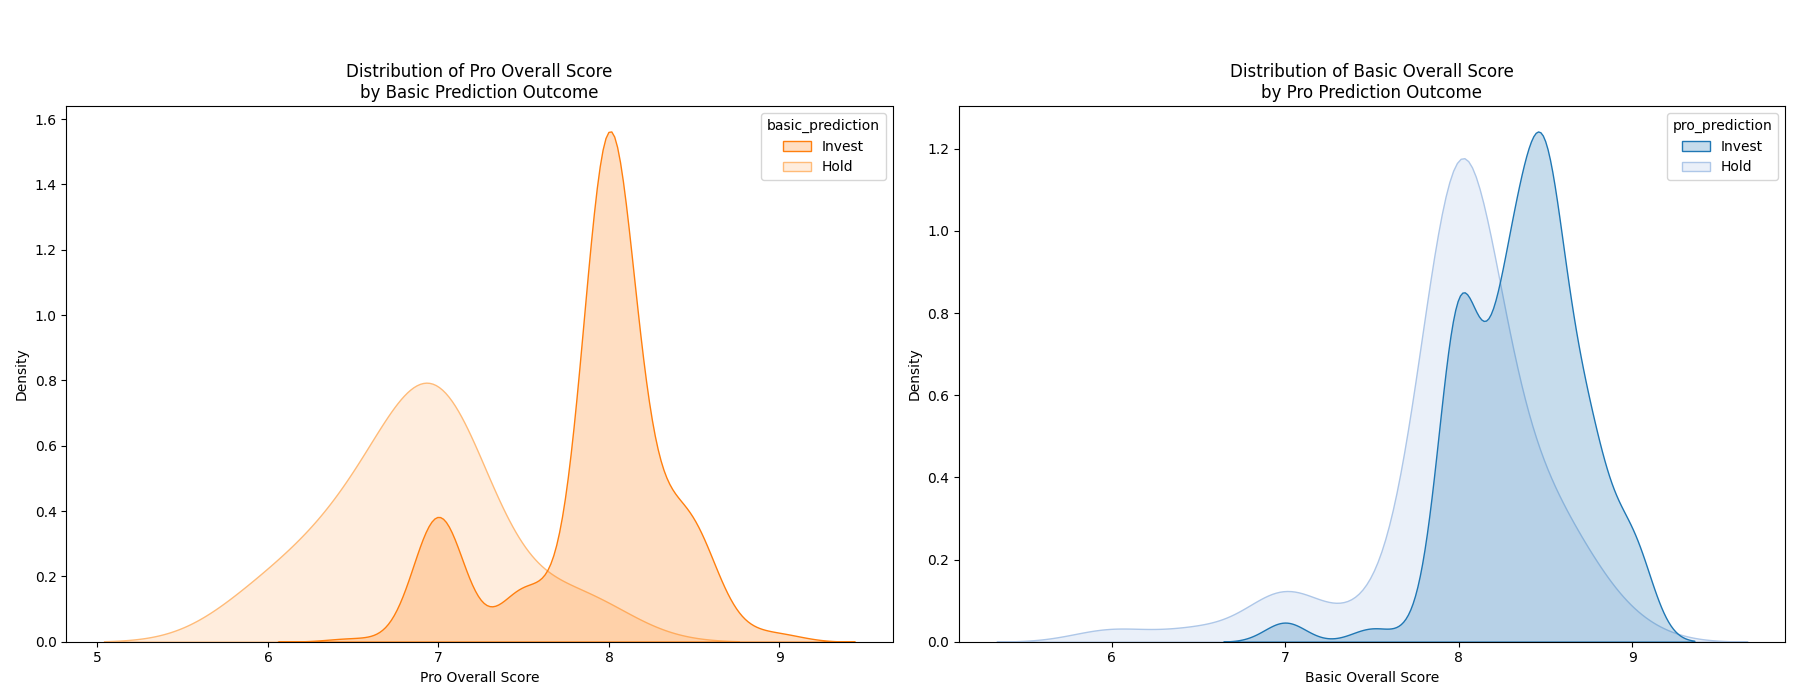 Distribution of Pro Overall Score
by Basic Prediction Outcome
basic_prediction
Invest
Hold
1.6
1.4
1.2
1.0
0.8
0.6
0.4
0.2
0.0
Density
5 6 7 8 9
Pro Overall Score
Distribution of Basic Overall Score
by Pro Prediction Outcome
pro_prediction
Invest
Hold
1.2
1.0
0.8
0.6
0.4
0.2
0.0
Density
6 7 8 9
Basic Overall Score